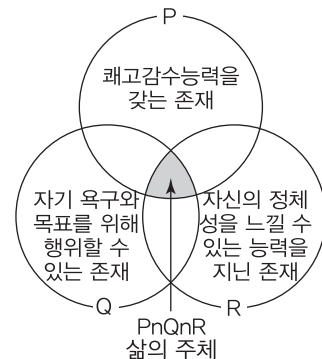 P
쾌고감수능력을
갖는 존재
자기 욕구와
목표를 위해
행위할 수
있는 존재
자신의 정체
성을 느낄 수
있는 능력을
지닌 존재
Q
R
PnQnR
삶의 주체